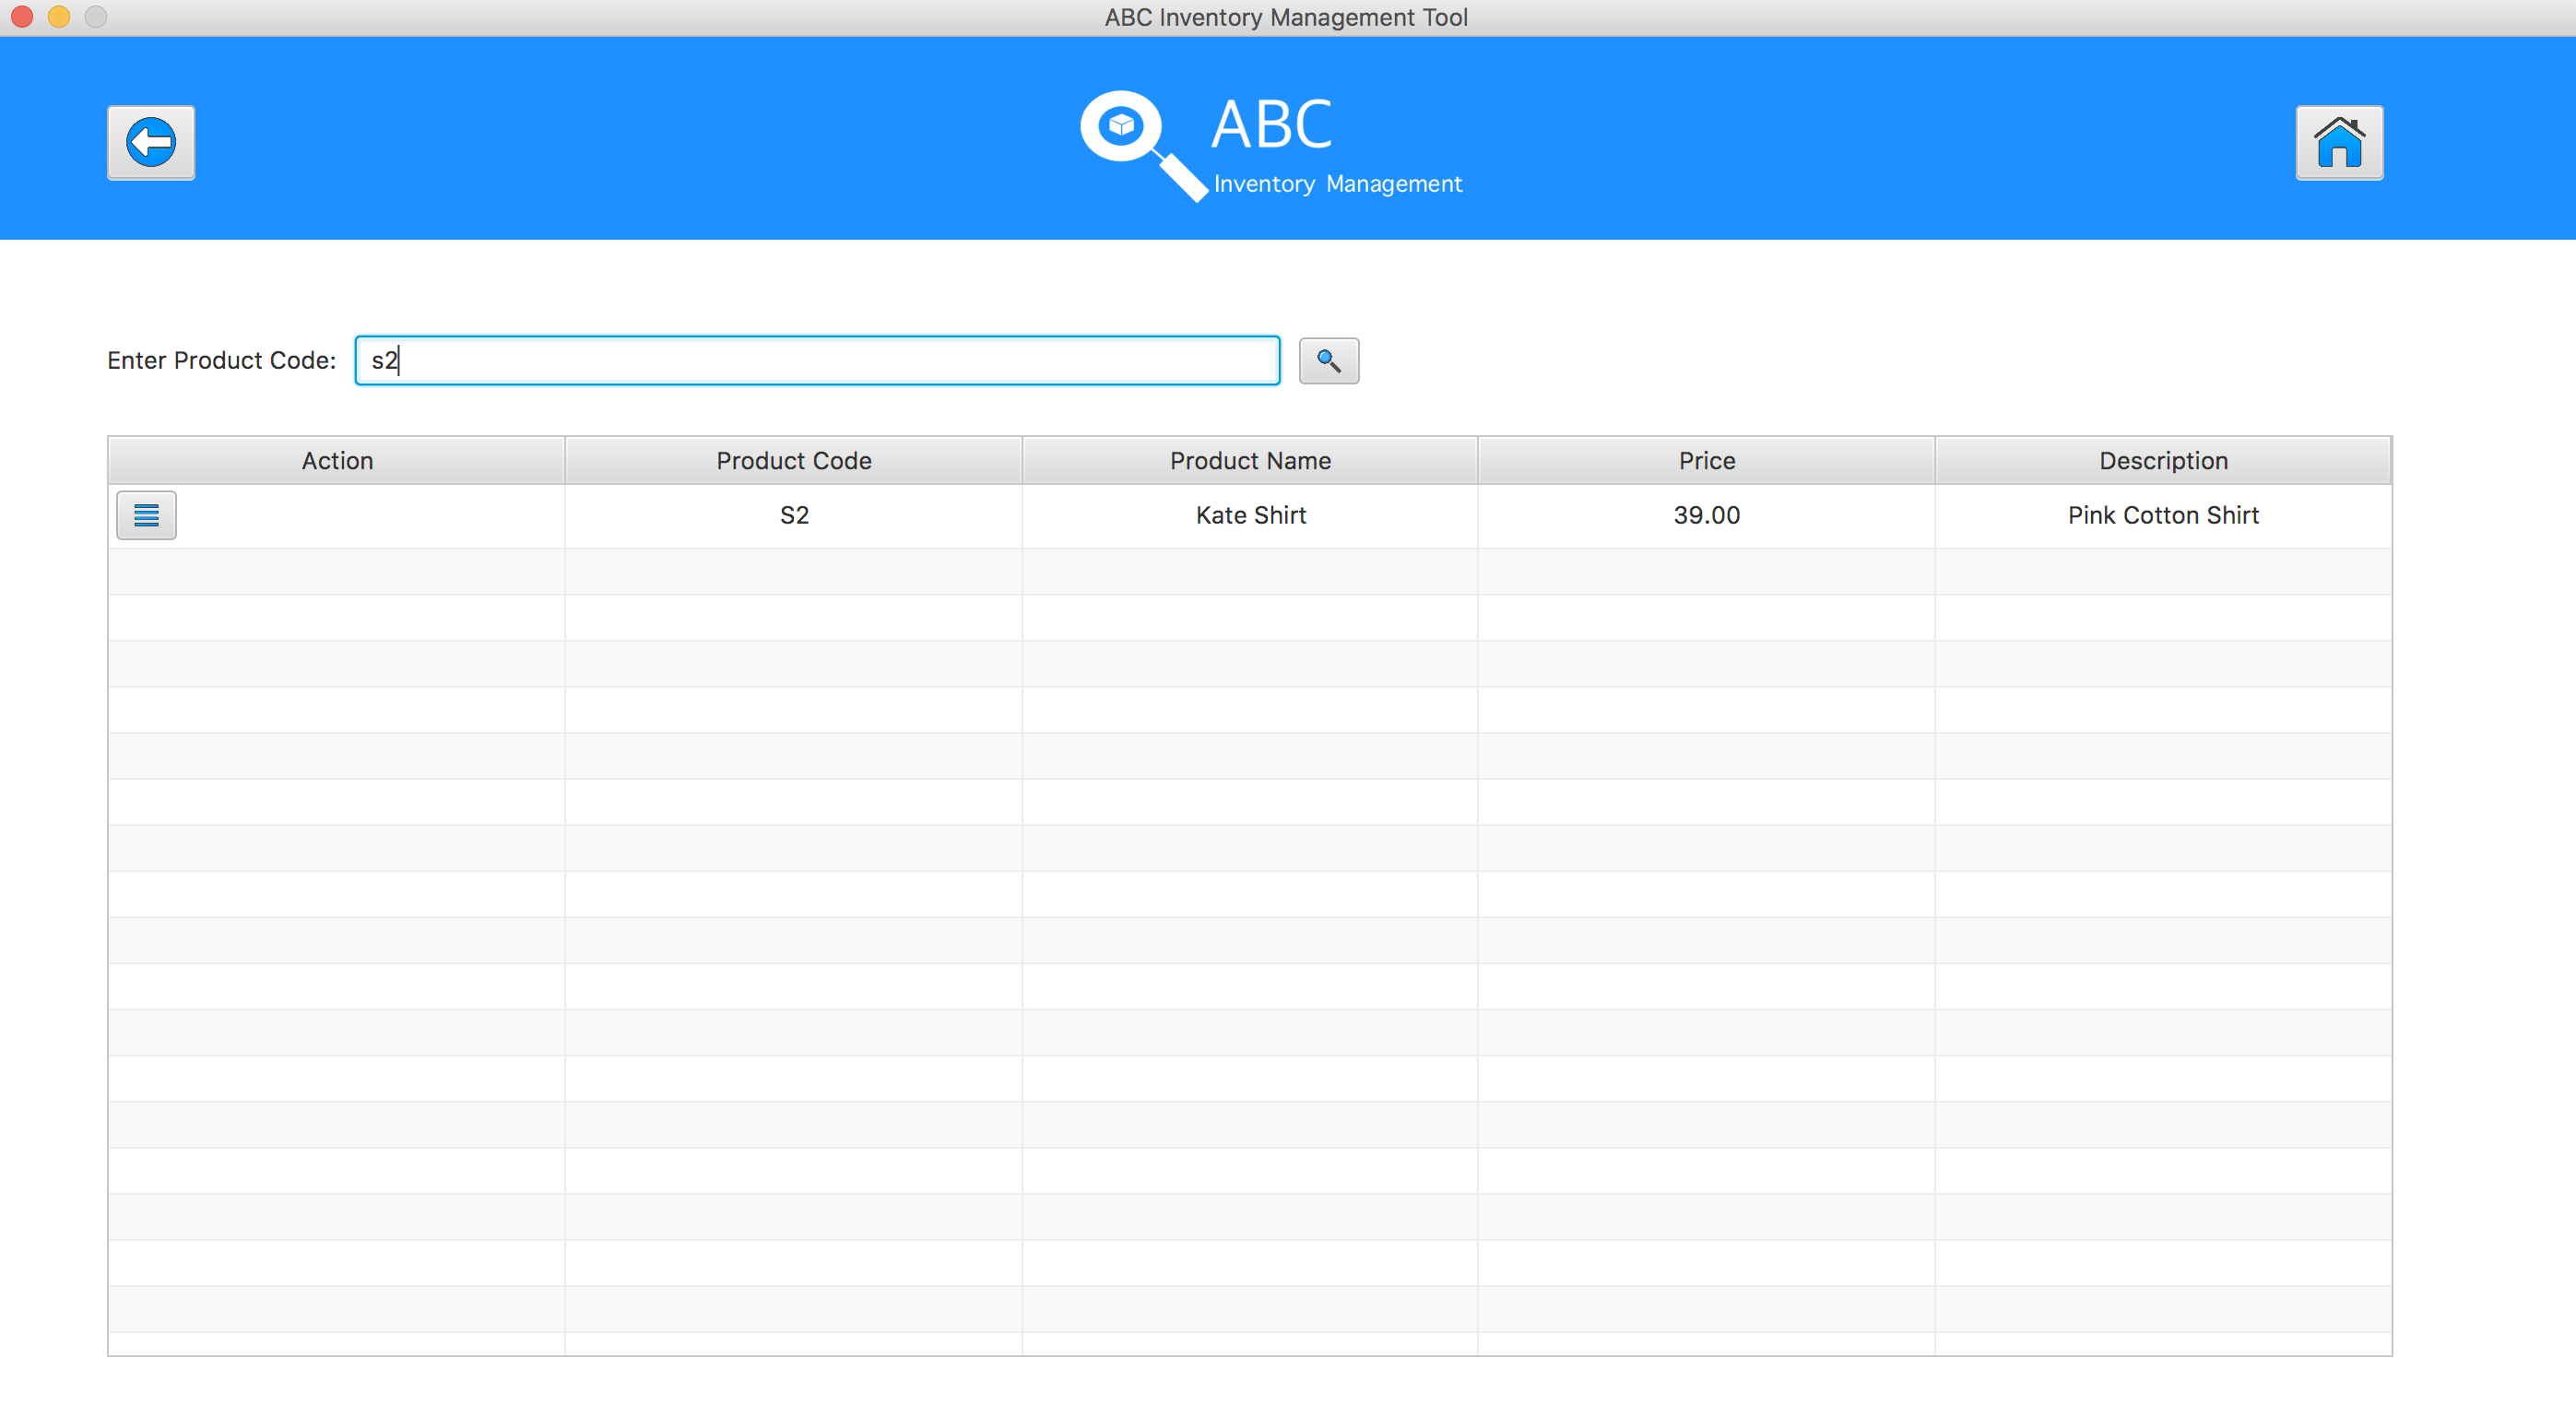 ABC Inventory Management Tool
ABC
Inventory Management
Enter Product Code: s2
Action Product Code Product Name Price Description
S2 Kate Shirt 39.00 Pink Cotton Shirt